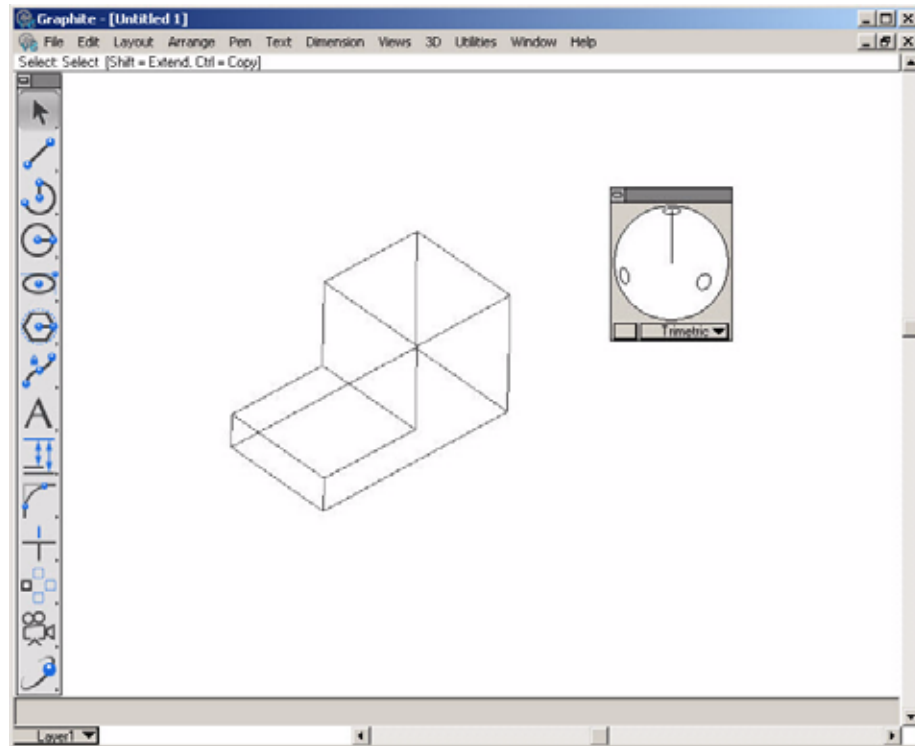 Graphite - [Untitled 1]
File Edit Layout Arrange Pen Text Dimension Views 3D Utilities Window Help
Select: Select [Shift = Extend, Ctrl = Copy]
A
Trimetric
Layer1